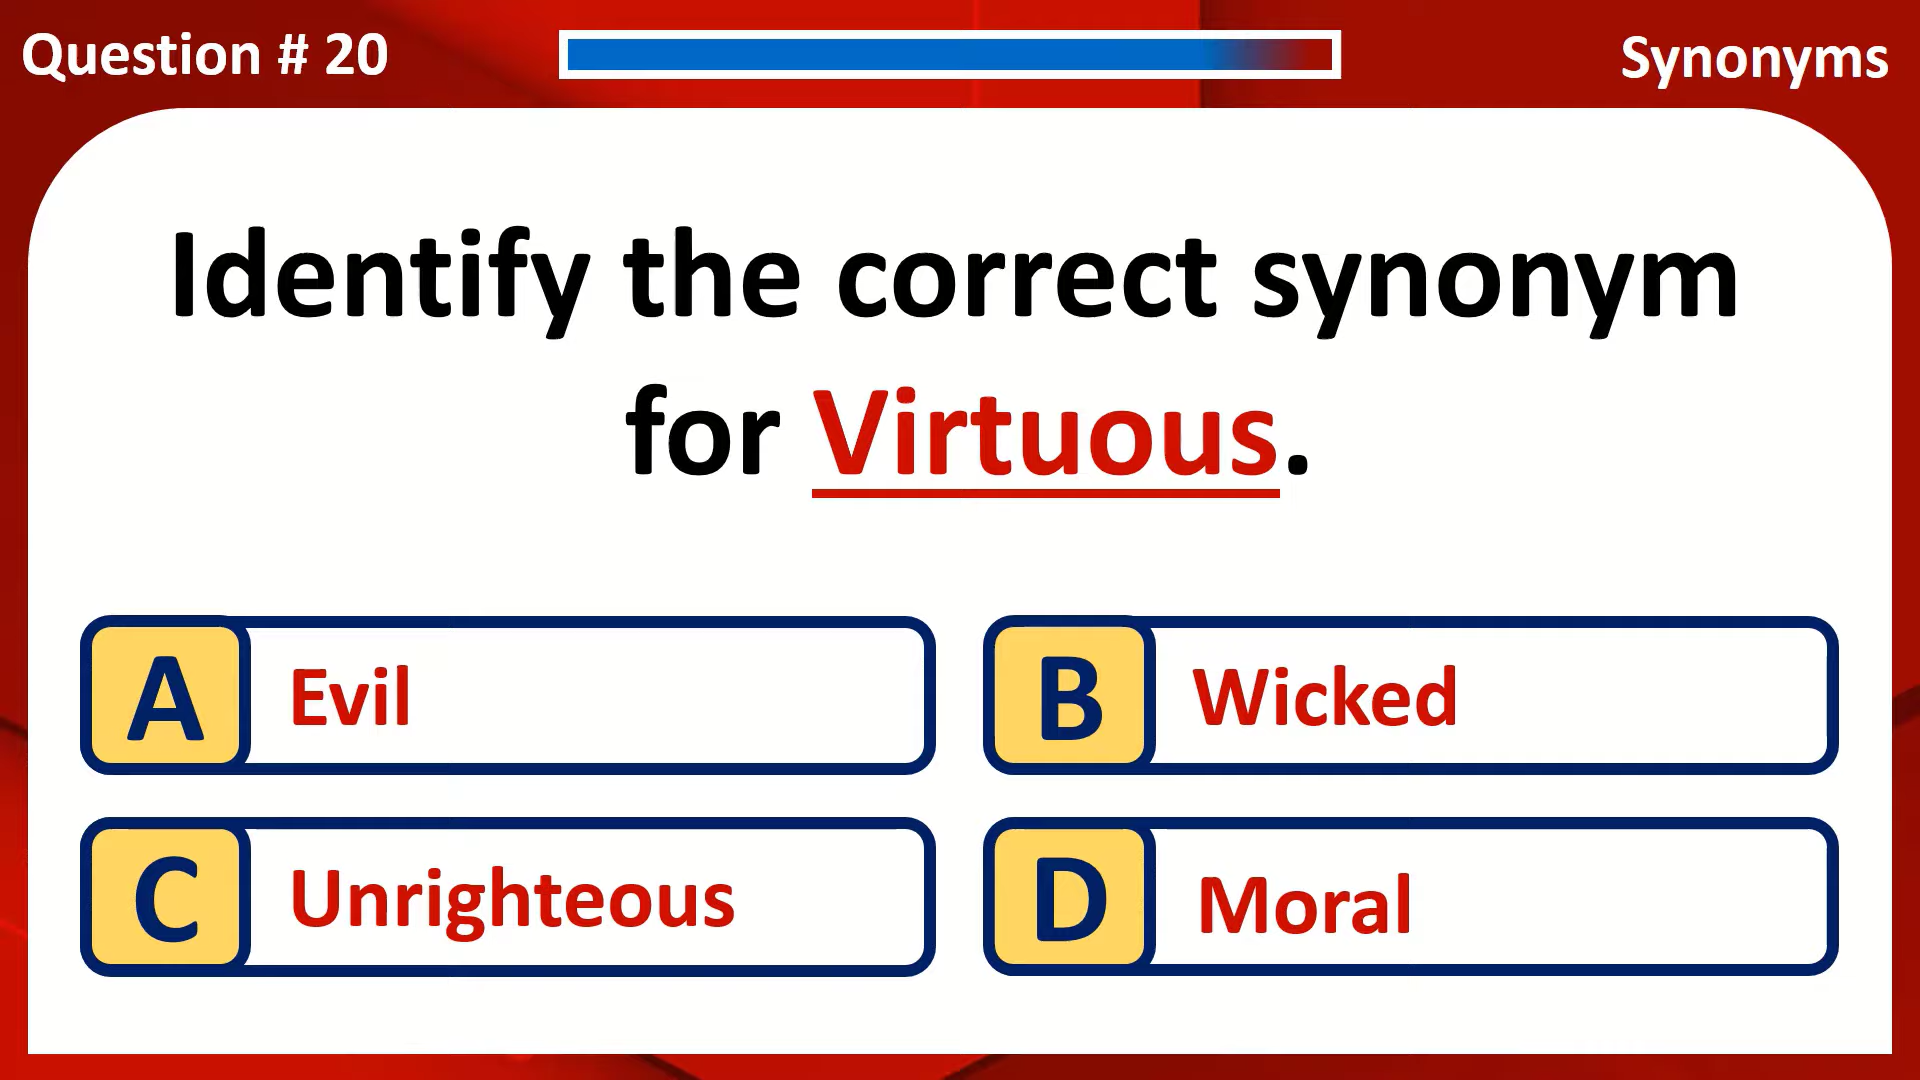 Question # 20
Synonyms
Identify the correct synonym
for Virtuous.
A Evil
B Wicked
C Unrighteous
D Moral